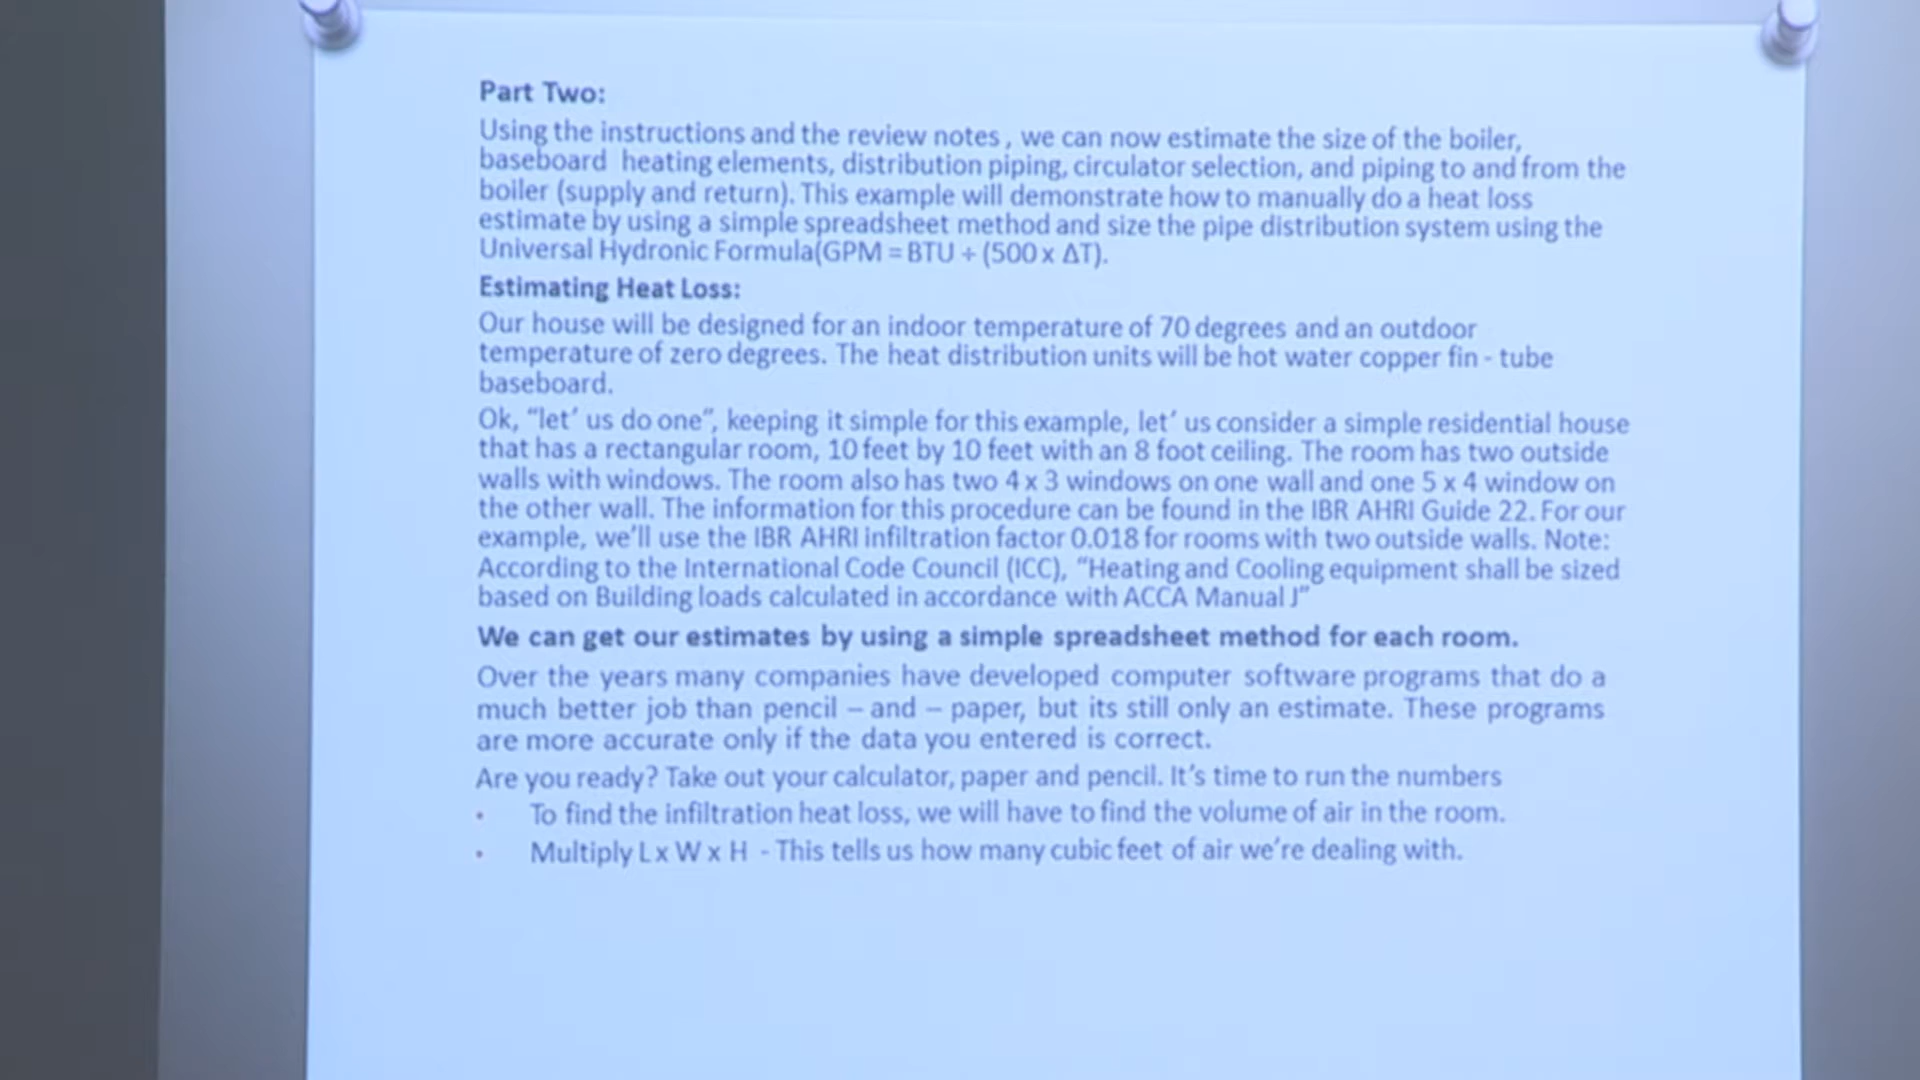 Part Two:
Using the instructions and the review notes , we can now estimate the size of the boiler,
baseboard heating elements, distribution piping, circulator selection, and piping to and from the
boiler (supply and return). This example will demonstrate how to manually do a heat loss
estimate by using a simple spreadsheet method and size the pipe distribution system using the
Universal Hydronic Formula(GPM = BTU ÷ (500 x ΔT).
Estimating Heat Loss:
Our house will be designed for an indoor temperature of 70 degrees and an outdoor
temperature of zero degrees. The heat distribution units will be hot water copper fin - tube
baseboard.
Ok, “let’ us do one”, keeping it simple for this example, let’ us consider a simple residential house
that has a rectangular room, 10 feet by 10 feet with an 8 foot ceiling. The room has two outside
walls with windows. The room also has two 4 x 3 windows on one wall and one 5 x 4 window on
the other wall. The information for this procedure can be found in the IBR AHRI Guide 22. For our
example, we’ll use the IBR AHRI infiltration factor 0.018 for rooms with two outside walls. Note:
According to the International Code Council (ICC), “Heating and Cooling equipment shall be sized
based on Building loads calculated in accordance with ACCA Manual J”
We can get our estimates by using a simple spreadsheet method for each room.
Over the years many companies have developed computer software programs that do a
much better job than pencil – and – paper, but its still only an estimate. These programs
are more accurate only if the data you entered is correct.
Are you ready? Take out your calculator, paper and pencil. It’s time to run the numbers
• To find the infiltration heat loss, we will have to find the volume of air in the room.
• Multiply L x W x H - This tells us how many cubic feet of air we’re dealing with.